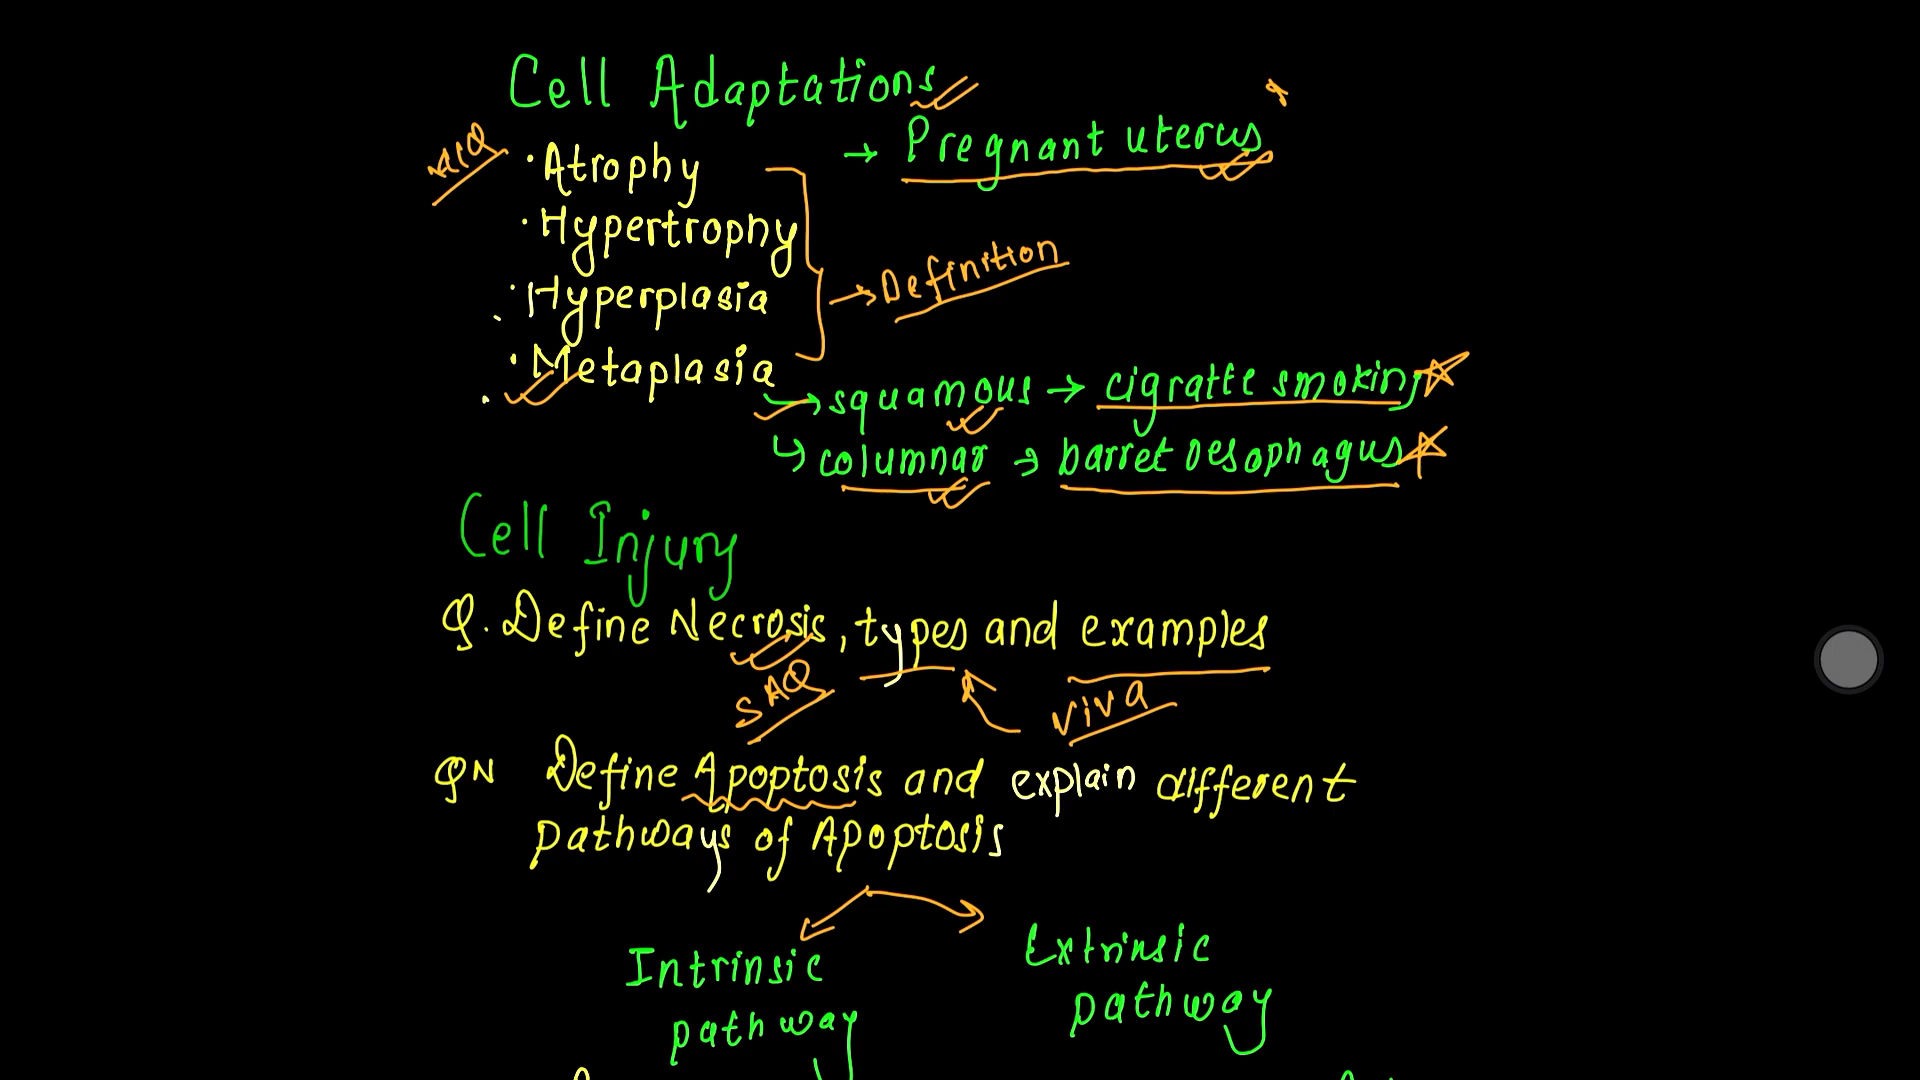 Cell Adaptations
MCQ
· Atrophy
→ Pregnant uterus
· Hypertrophy
· Hyperplasia
→ Definition
· Metaplasia
→ squamous → cigratte smoking
↳ columnar → barret oesophagus
Cell Injury
Q. Define Necrosis, types and examples
SAQ
viva
QN Define Apoptosis and explain different
pathways of Apoptosis
Intrinsic
pathway
Extrinsic
pathway